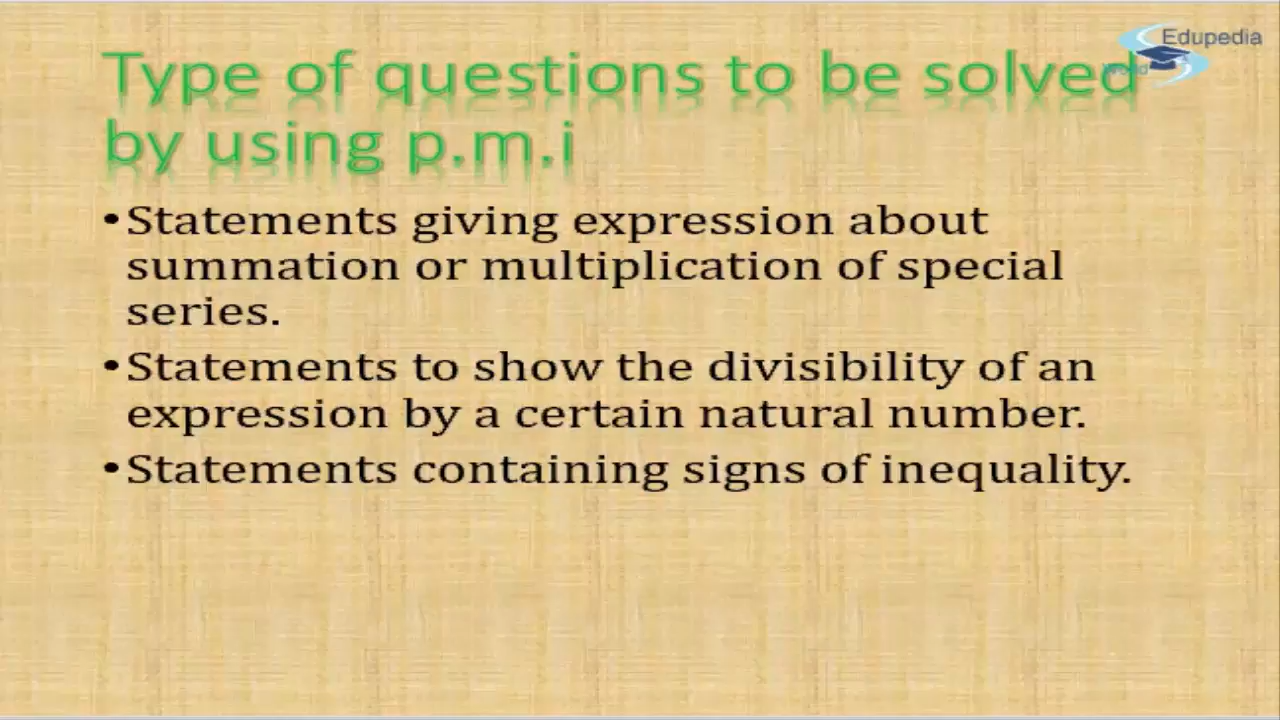 Edupedia
World
Type of questions to be solved
by using p.m.i
•Statements giving expression about
summation or multiplication of special
series.
•Statements to show the divisibility of an
expression by a certain natural number.
•Statements containing signs of inequality.